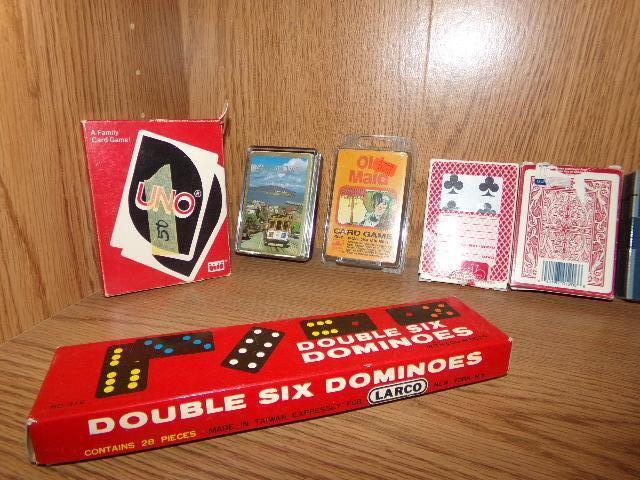 A Family
Card Game!
UNO®
Old
Maid
CARD GAME
NO.
DOUBLE SIX
DOMINOES
DOUBLE SIX DOMINOES
CONTAINS 28 PIECES
MADE IN TAIWAN EXPRESSLY FOR
LARCO
NEW YORK, N.Y.